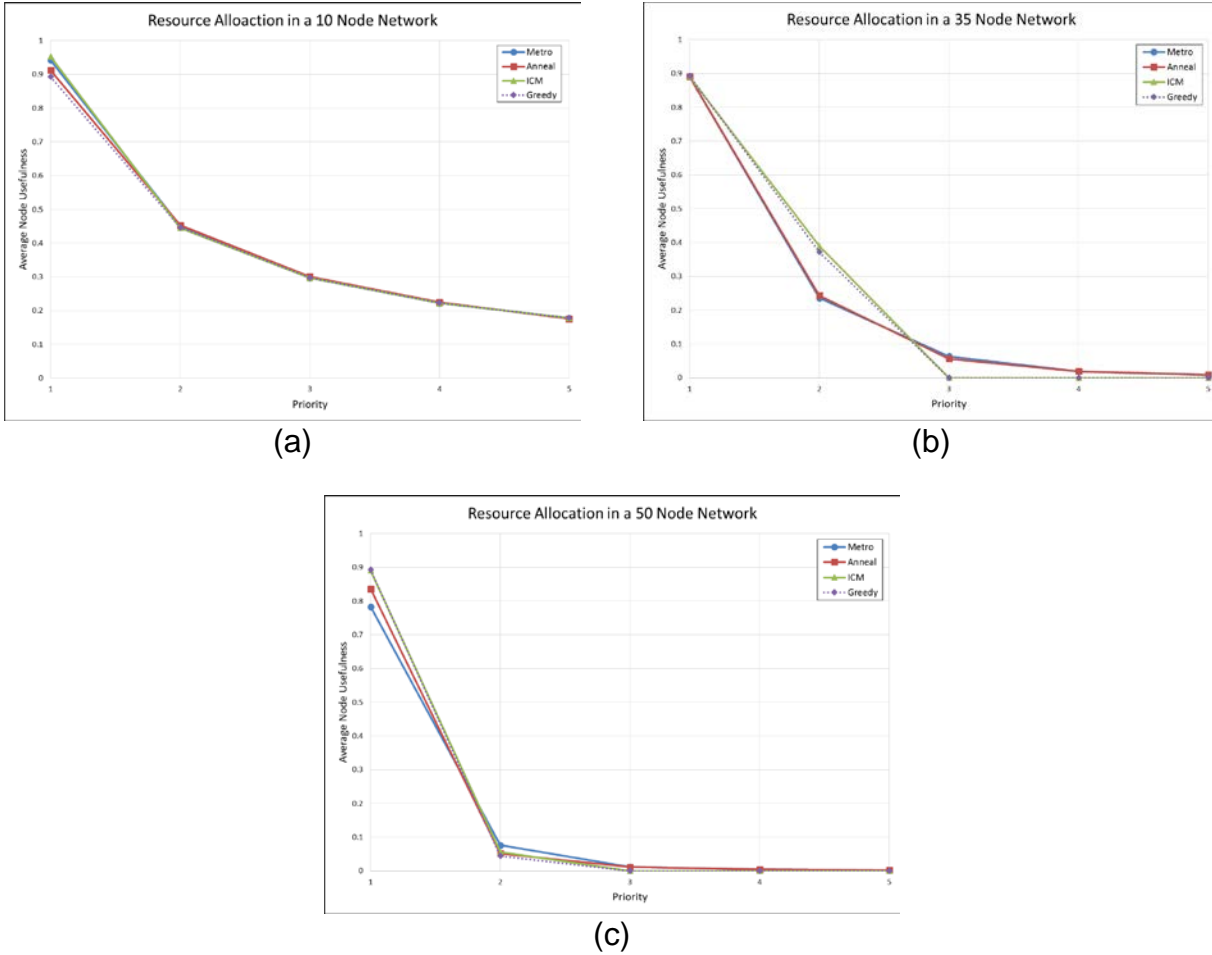 Resource Alloaction in a 10 Node Network
1
0.9
0.8
0.7
0.6
0.5
0.4
0.3
0.2
0.1
0
Average Node Usefulness
Metro
Anneal
ICM
Greedy
1 2 3 4 5
Priority
(a)
Resource Allocation in a 35 Node Network
1
0.9
0.8
0.7
0.6
0.5
0.4
0.3
0.2
0.1
0
Average Node Usefulness
Metro
Anneal
ICM
Greedy
1 2 3 4 5
Priority
(b)
Resource Allocation in a 50 Node Network
1
0.9
0.8
0.7
0.6
0.5
0.4
0.3
0.2
0.1
0
Average Node Usefulness
Metro
Anneal
ICM
Greedy
1 2 3 4 5
Priority
(c)